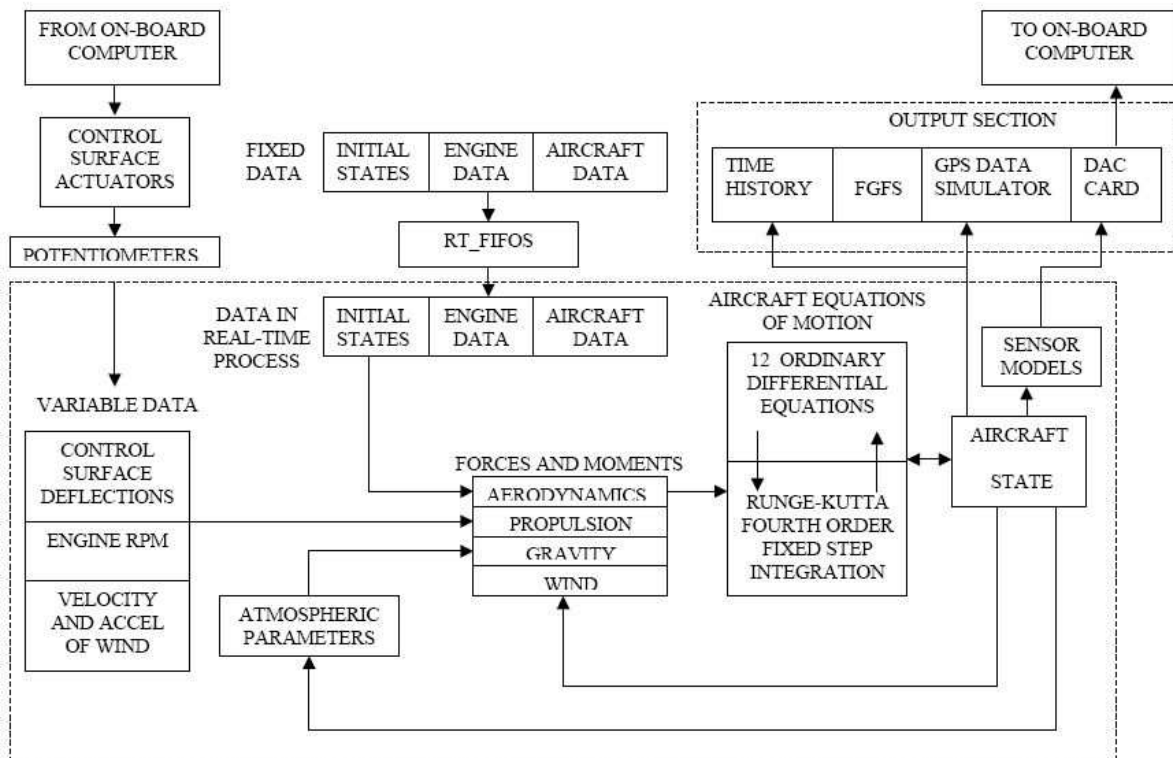 FROM ON-BOARD
COMPUTER
TO ON-BOARD
COMPUTER
CONTROL
SURFACE
ACTUATORS
POTENTIOMETERS
FIXED
DATA
INITIAL
STATES
ENGINE
DATA
AIRCRAFT
DATA
RT_FIFOS
OUTPUT SECTION
TIME
HISTORY
FGFS
GPS DATA
SIMULATOR
DAC
CARD
DATA IN
REAL-TIME
PROCESS
INITIAL
STATES
ENGINE
DATA
AIRCRAFT
DATA
AIRCRAFT EQUATIONS
OF MOTION
12 ORDINARY
DIFFERENTIAL
EQUATIONS
RUNGE-KUTTA
FOURTH ORDER
FIXED STEP
INTEGRATION
SENSOR
MODELS
AIRCRAFT
STATE
VARIABLE DATA
CONTROL
SURFACE
DEFLECTIONS
ENGINE RPM
VELOCITY
AND ACCEL
OF WIND
FORCES AND MOMENTS
AERODYNAMICS
PROPULSION
GRAVITY
WIND
ATMOSPHERIC
PARAMETERS